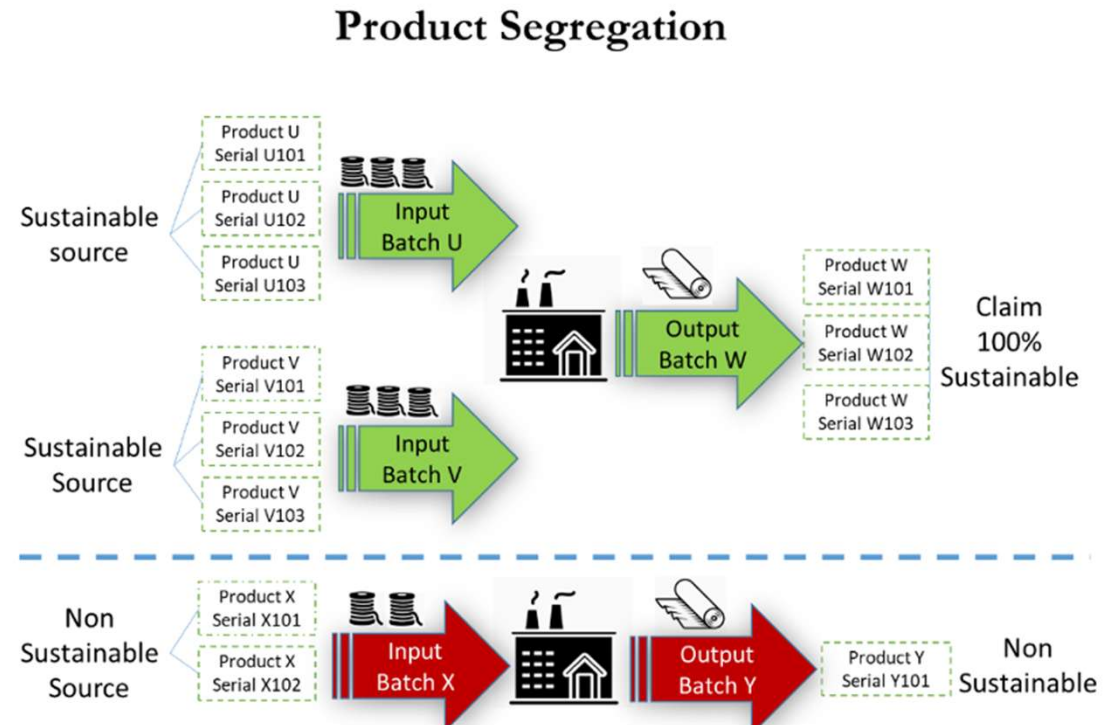 Product Segregation
Sustainable
source
Product U
Serial U101
Product U
Serial U102
Product U
Serial U103
Input
Batch U
Sustainable
Source
Product V
Serial V101
Product V
Serial V102
Product V
Serial V103
Input
Batch V
Output
Batch W
Product W
Serial W101
Product W
Serial W102
Product W
Serial W103
Claim
100%
Sustainable
Non
Sustainable
Source
Product X
Serial X101
Product X
Serial X102
Input
Batch X
Output
Batch Y
Product Y
Serial Y101
Non
Sustainable